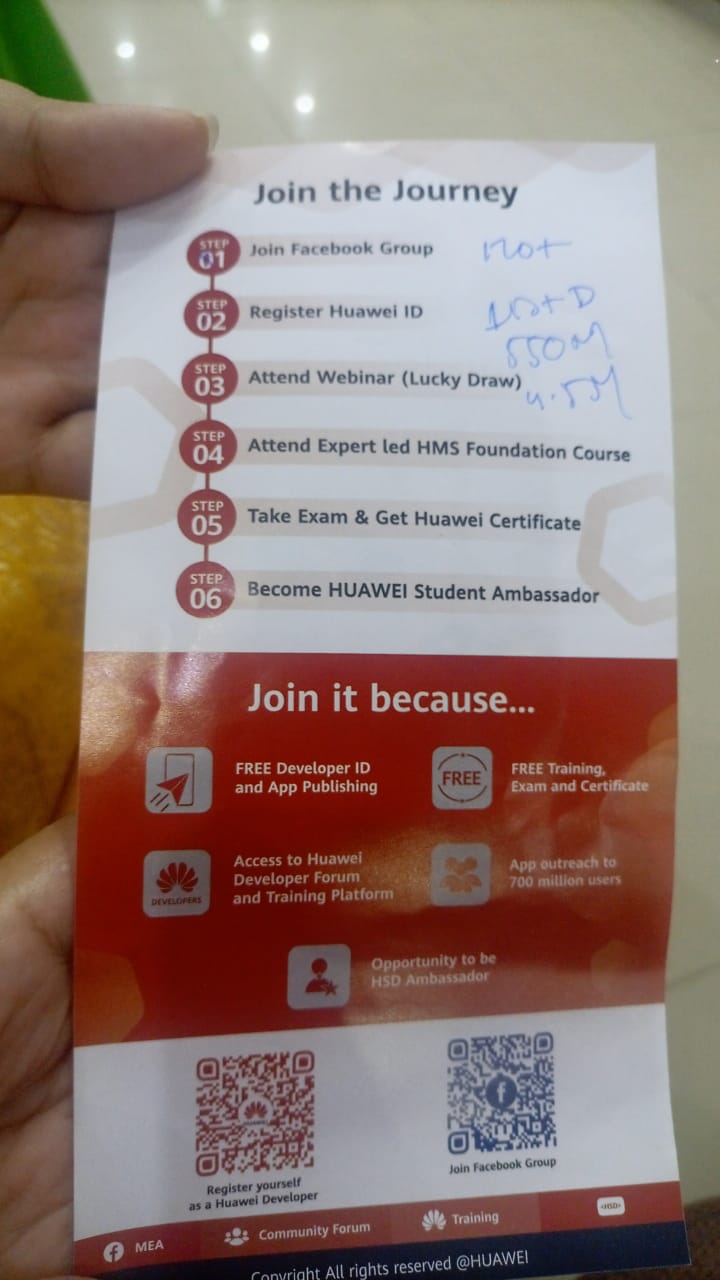 Join the Journey
STEP 01 Join Facebook Group
170+
STEP 02 Register Huawei ID
550M
STEP 03 Attend Webinar (Lucky Draw)
4.5M
STEP 04 Attend Expert led HMS Foundation Course
STEP 05 Take Exam & Get Huawei Certificate
STEP 06 Become HUAWEI Student Ambassador
Join it because...
FREE Developer ID
and App Publishing
FREE
FREE Training,
Exam and Certificate
DEVELOPERS
Access to Huawei
Developer Forum
and Training Platform
App outreach to
700 million users
Opportunity to be
HSD Ambassador
HUAWEI
Register yourself
as a Huawei Developer
f
Join Facebook Group
f MEA
Community Forum
Training
<HSD>
Copyright All rights reserved @HUAWEI